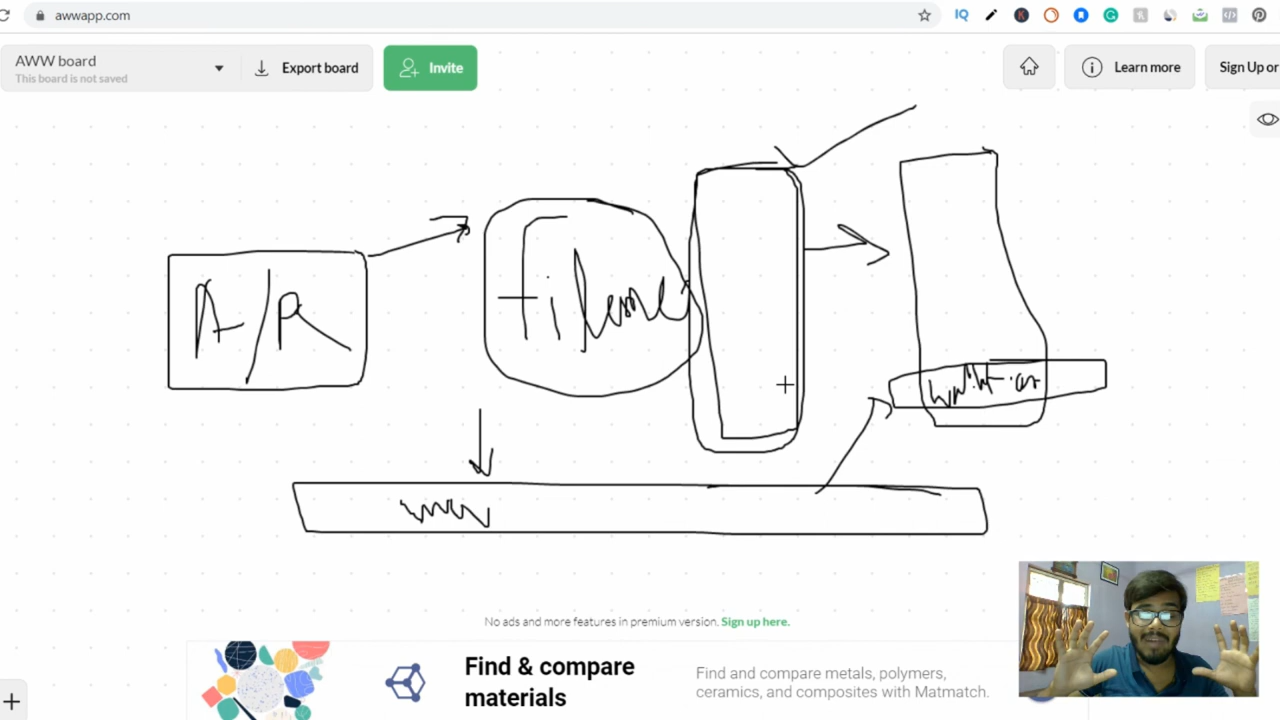 awwapp.com
IQ
AWW board
This board is not saved
Export board
Invite
Learn more
Sign Up or
A/R
No ads and more features in premium version. Sign up here.
Find & compare
materials
Find and compare metals, polymers,
ceramics, and composites with Matmatch.